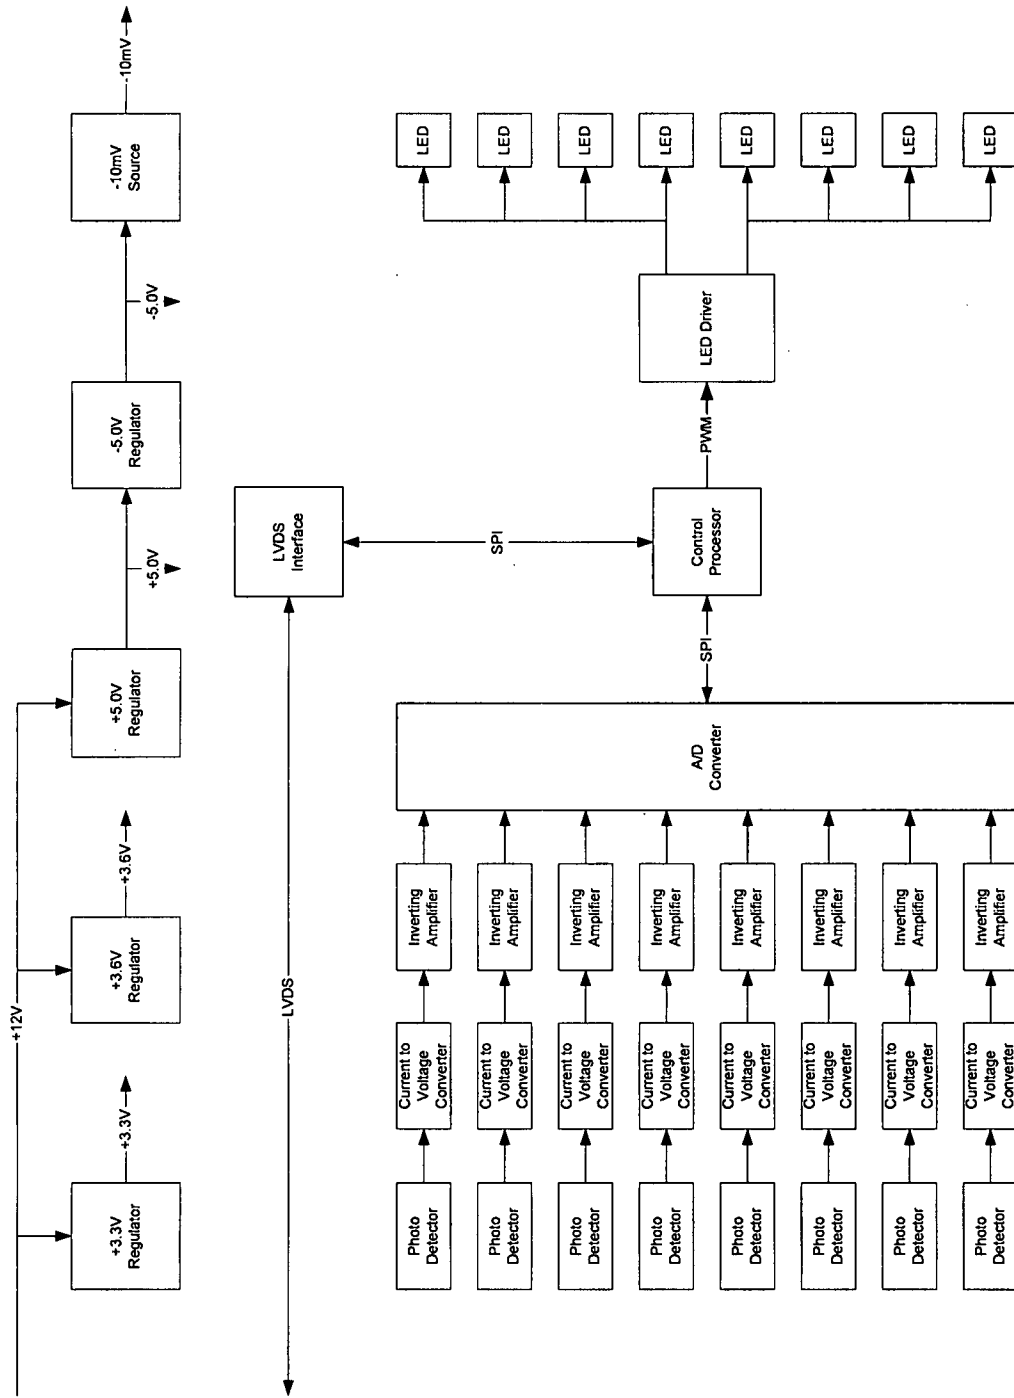 +12V
+3.3V
Regulator
+3.3V
+3.6V
Regulator
+3.6V
+5.0V
Regulator
+5.0V
-5.0V
Regulator
-5.0V
-10mV
Source
-10mV
LVDS
LVDS
Interface
SPI
Photo
Detector
Current to
Voltage
Converter
Inverting
Amplifier
Photo
Detector
Current to
Voltage
Converter
Inverting
Amplifier
Photo
Detector
Current to
Voltage
Converter
Inverting
Amplifier
Photo
Detector
Current to
Voltage
Converter
Inverting
Amplifier
Photo
Detector
Current to
Voltage
Converter
Inverting
Amplifier
Photo
Detector
Current to
Voltage
Converter
Inverting
Amplifier
Photo
Detector
Current to
Voltage
Converter
Inverting
Amplifier
Photo
Detector
Current to
Voltage
Converter
Inverting
Amplifier
A/D
Converter
SPI
Control
Processor
PWM
LED Driver
LED
LED
LED
LED
LED
LED
LED
LED